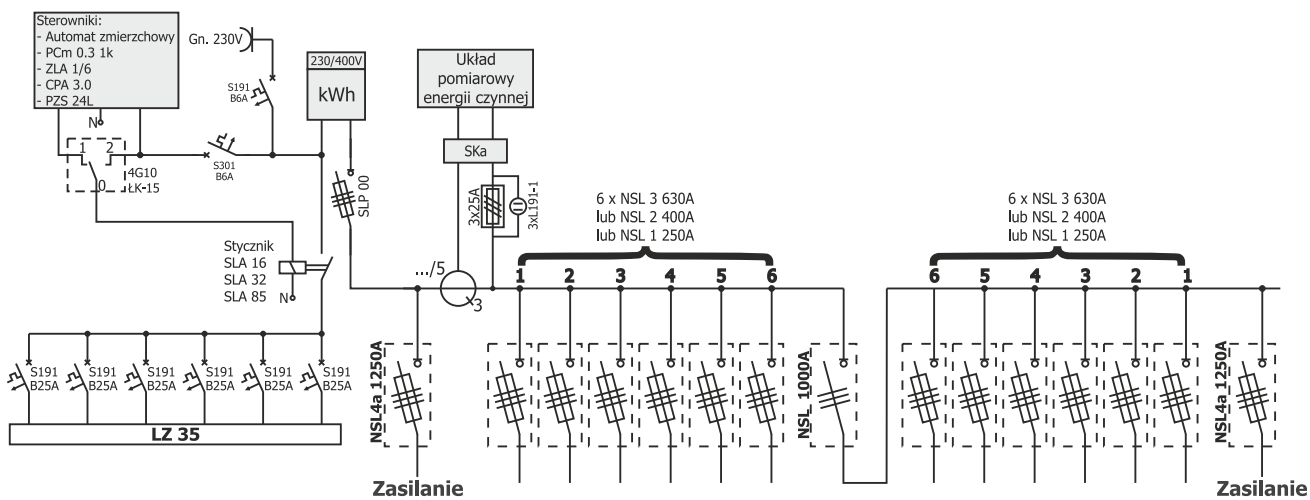 Sterowniki:
- Automat zmierzchowy
- PCm 0.3 1k
- ZLA 1/6
- CPA 3.0
- PZS 24L
Gn. 230V
S191
B6A
230/400V
kWh
Układ
pomiarowy
energii czynnej
SKa
N
1 2
0
4G10
ŁK-15
S301
B6A
SLP 00
3x25A
3xL191-1
Stycznik
SLA 16
SLA 32
SLA 85
N
.../5
3
6 x NSL 3 630A
lub NSL 2 400A
lub NSL 1 250A
1 2 3 4 5 6
6 x NSL 3 630A
lub NSL 2 400A
lub NSL 1 250A
6 5 4 3 2 1
S191
B25A
S191
B25A
S191
B25A
S191
B25A
S191
B25A
S191
B25A
LZ 35
NSL4a 1250A
NSL 1000A
NSL4a 1250A
Zasilanie
Zasilanie